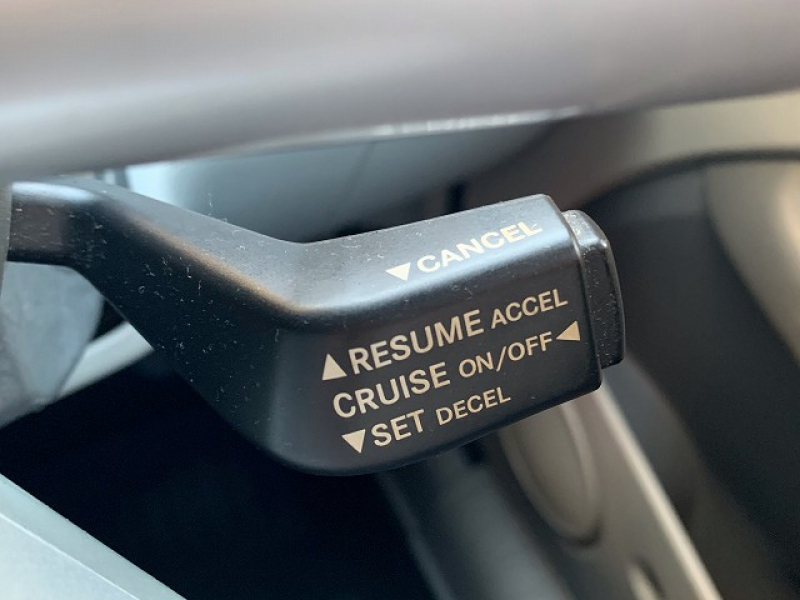 ▼CANCEL
▲RESUME ACCEL
CRUISE ON/OFF◀
▼SET DECEL